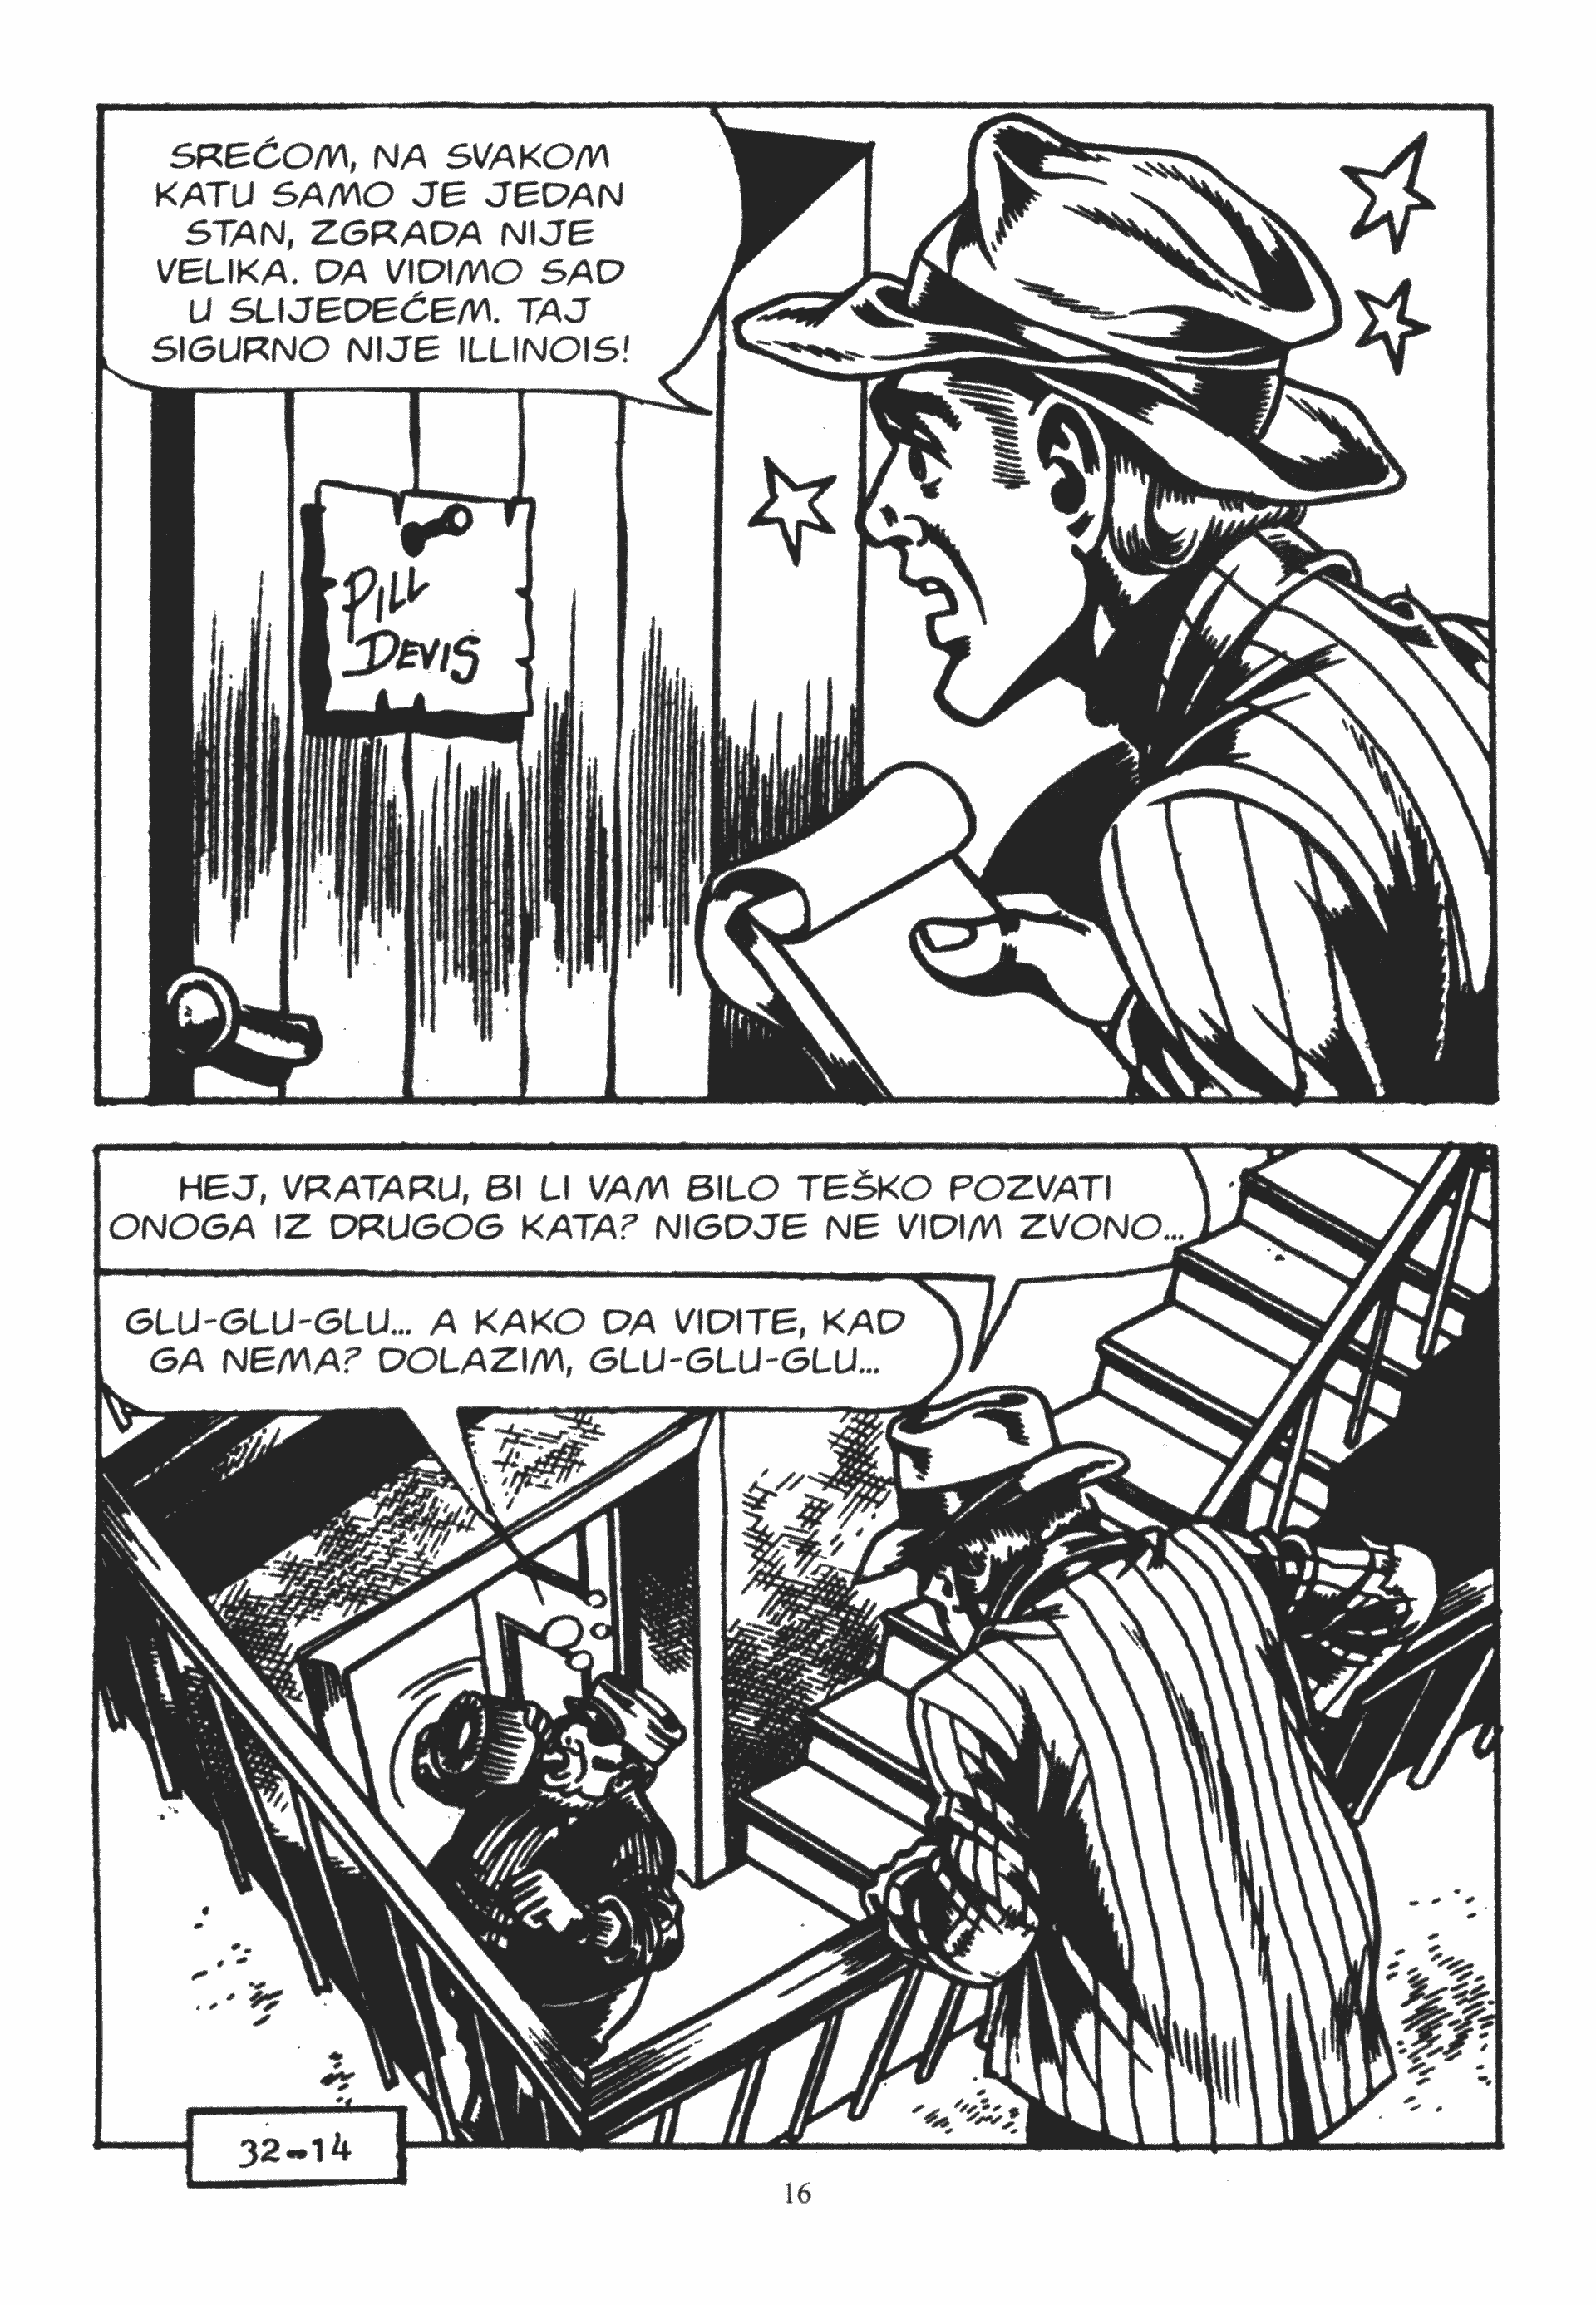 SREĆOM, NA SVAKOM
KATU SAMO JE JEDAN
STAN, ZGRADA NIJE
VELIKA. DA VIDIMO SAD
U SLIJEDEĆEM. TAJ
SIGURNO NIJE ILLINOIS!
PILL
DEVIS
HEJ, VRATARU, BI LI VAM BILO TEŠKO POZVATI
ONOGA IZ DRUGOG KATA? NIGDJE NE VIDIM ZVONO...
GLU-GLU-GLU... A KAKO DA VIDITE, KAD
GA NEMA? DOLAZIM, GLU-GLU-GLU...
32-14
16